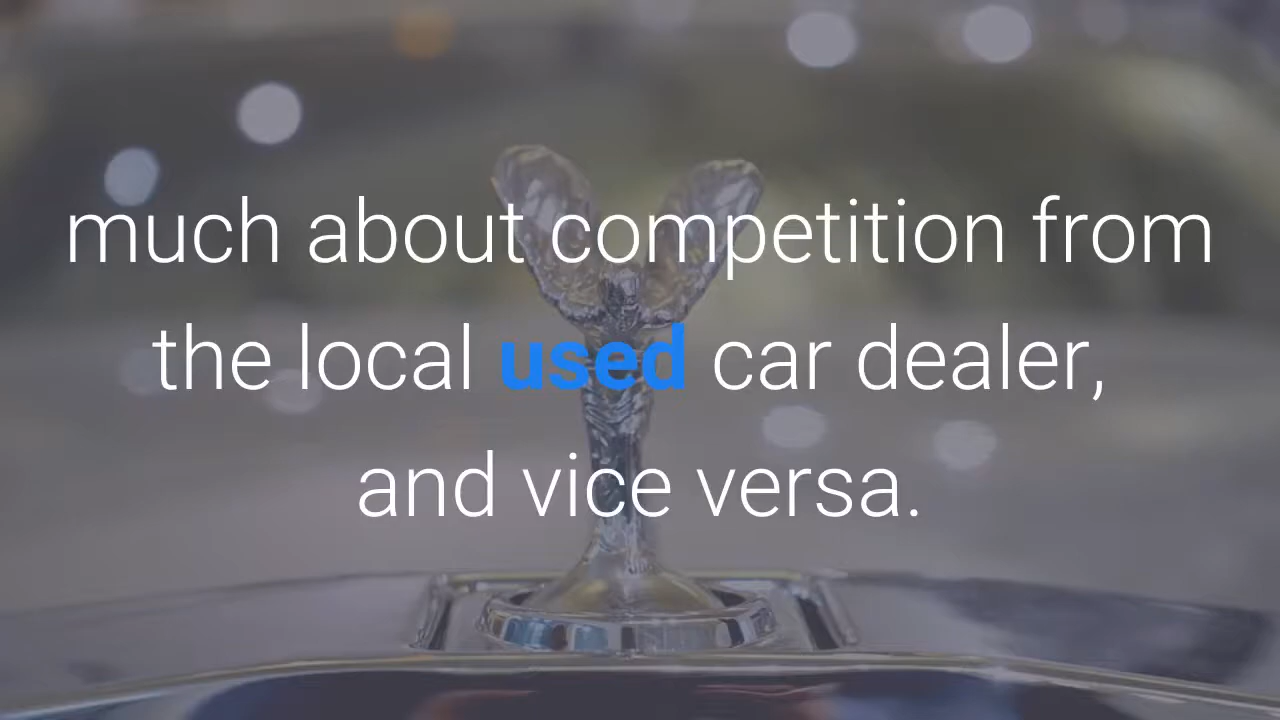 much about competition from
the local used car dealer,
and vice versa.